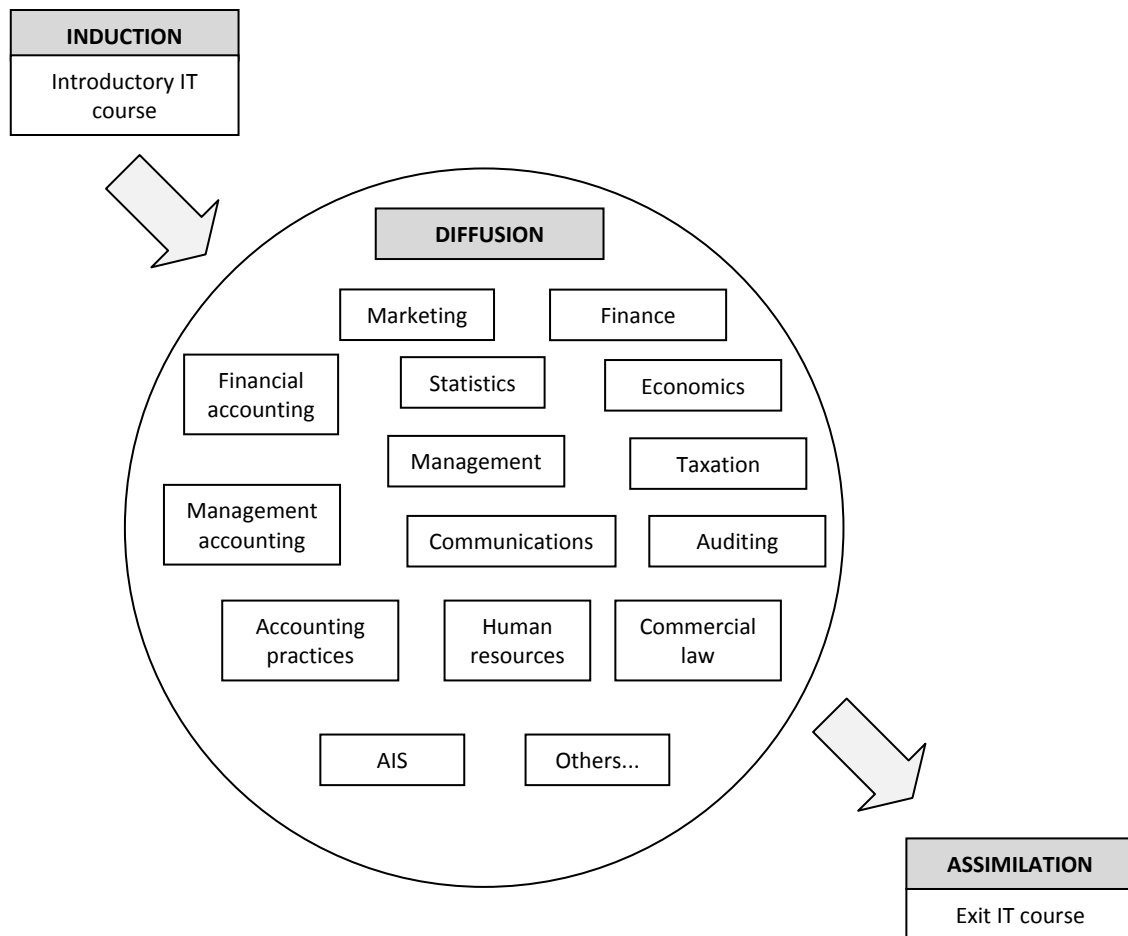 INDUCTION
Introductory IT
course
DIFFUSION
Marketing
Finance
Financial
accounting
Statistics
Economics
Management
Taxation
Management
accounting
Communications
Auditing
Accounting
practices
Human
resources
Commercial
law
AIS
Others...
ASSIMILATION
Exit IT course